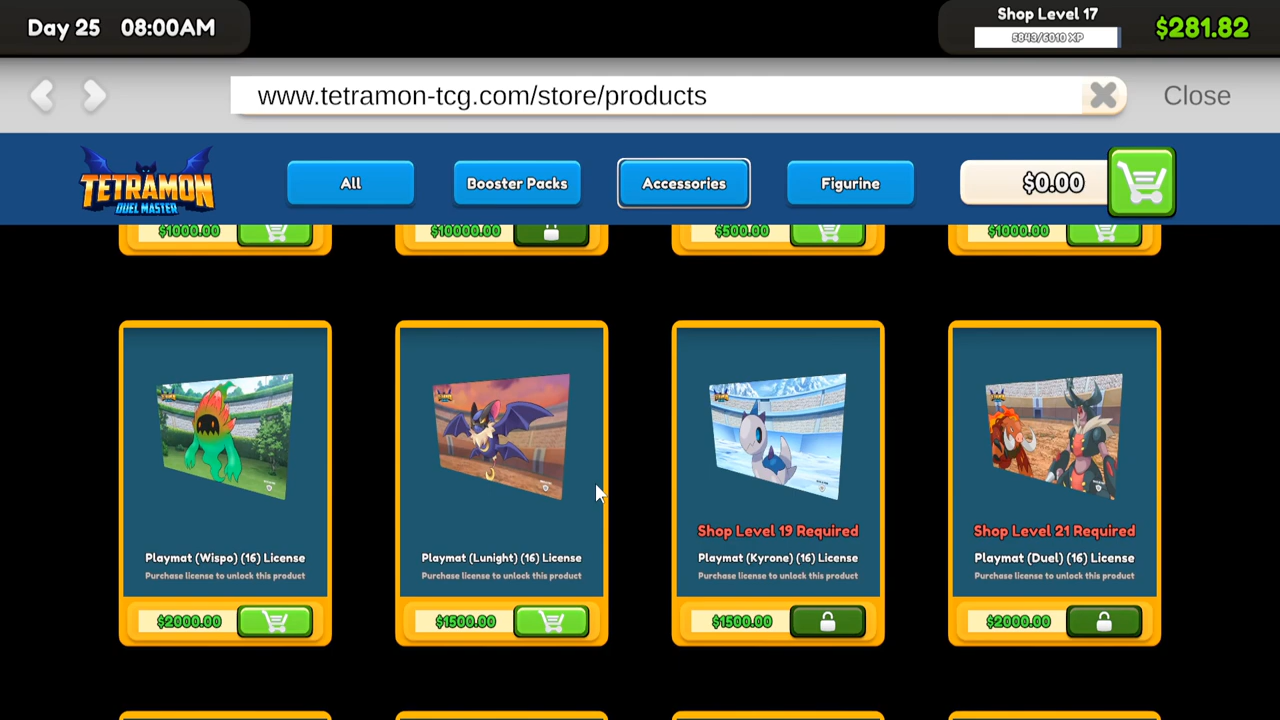 Day 25 08:00AM
Shop Level 17
5843/6010 XP
$281.82
www.tetramon-tcg.com/store/products
Close
TETRAMON
DUEL MASTER
All
Booster Packs
Accessories
Figurine
$0.00
$1000.00
$10000.00
$500.00
$1000.00
Shop Level 19 Required
Shop Level 21 Required
Playmat (Wispo) (16) License
Playmat (Lunight) (16) License
Playmat (Kyrone) (16) License
Playmat (Duel) (16) License
Purchase license to unlock this product
Purchase license to unlock this product
Purchase license to unlock this product
Purchase license to unlock this product
$2000.00
$1500.00
$1500.00
$2000.00